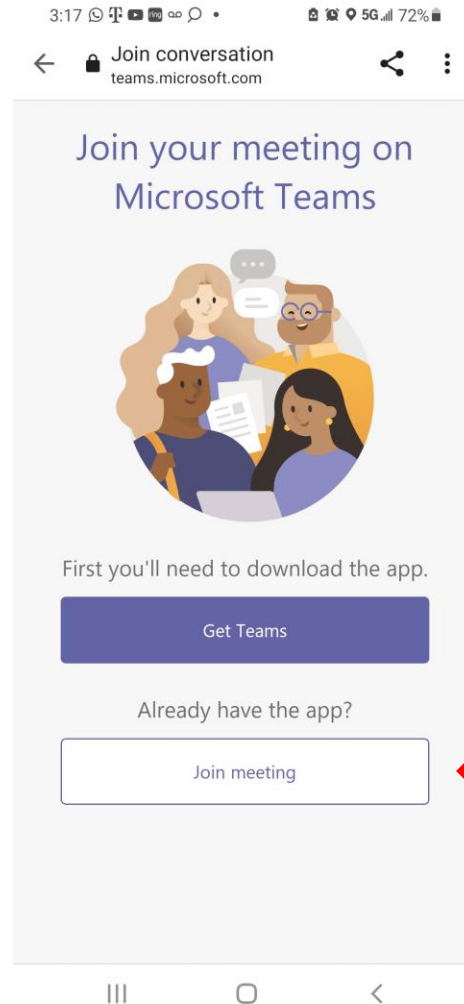 3:17 ring 5G 72%
Join conversation
teams.microsoft.com
Join your meeting on
Microsoft Teams
First you'll need to download the app.
Get Teams
Already have the app?
Join meeting